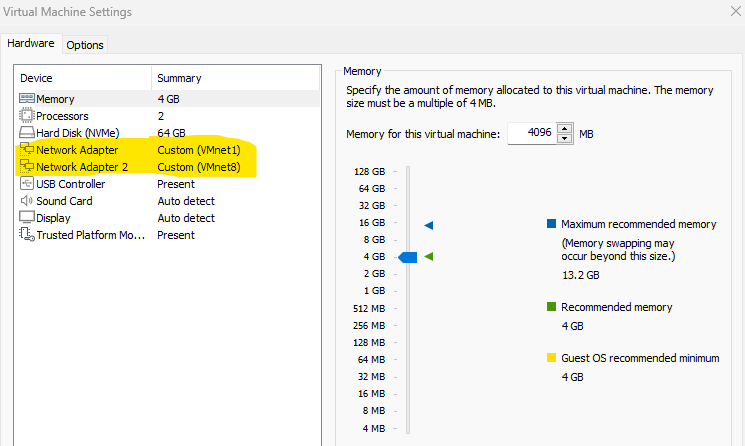 Virtual Machine Settings
Hardware
Options
Device Summary
Memory 4 GB
Processors 2
Hard Disk (NVMe) 64 GB
Network Adapter Custom (VMnet1)
Network Adapter 2 Custom (VMnet8)
USB Controller Present
Sound Card Auto detect
Display Auto detect
Trusted Platform Mo... Present
Memory
Specify the amount of memory allocated to this virtual machine. The memory
size must be a multiple of 4 MB.
Memory for this virtual machine: 4096 MB
128 GB
64 GB
32 GB
16 GB
8 GB
4 GB
2 GB
1 GB
512 MB
256 MB
128 MB
64 MB
32 MB
16 MB
8 MB
4 MB
Maximum recommended memory
(Memory swapping may
occur beyond this size.)
13.2 GB
Recommended memory
4 GB
Guest OS recommended minimum
4 GB